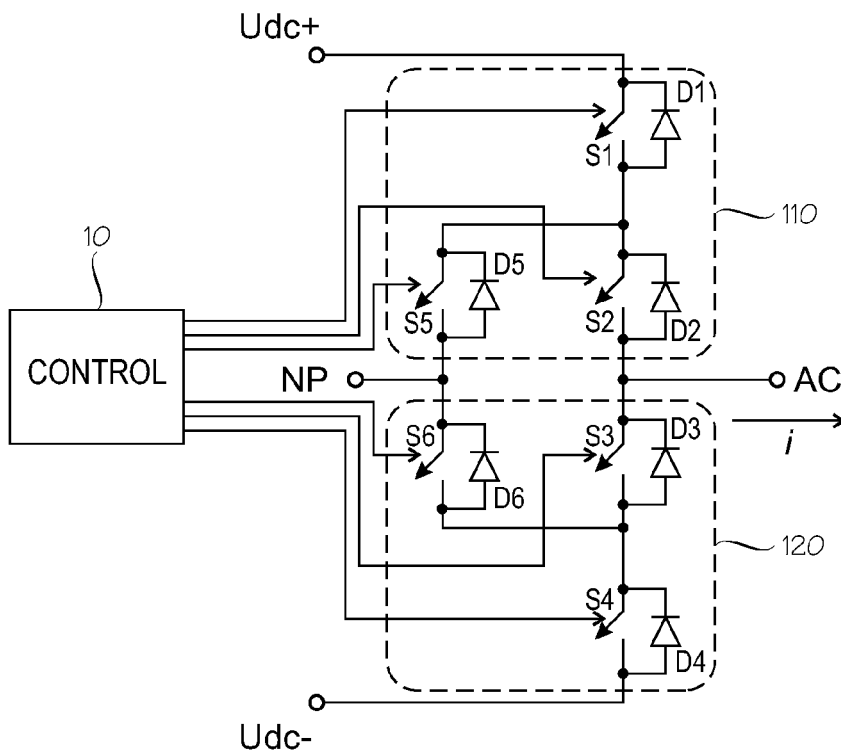 Udc+
D1
S1
110
10
D5
S5
S2
D2
CONTROL
NP
AC
S6
S3
D3
i
D6
120
S4
D4
Udc-